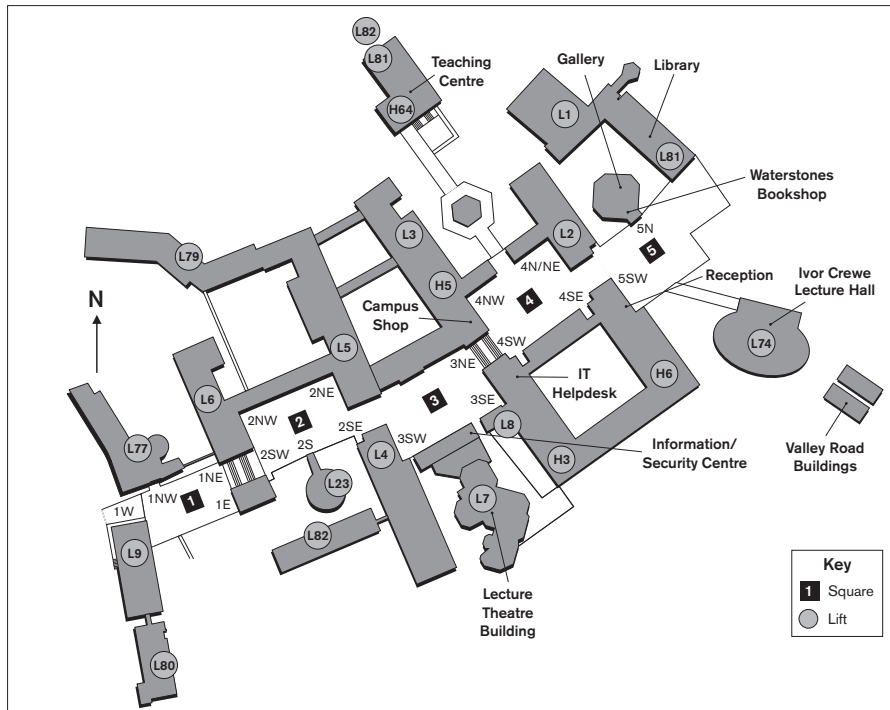 L82
L81
H64
Teaching
Centre
Gallery
Library
L1
L81
Waterstones
Bookshop
L3
L2
5N
5
L79
4N/NE
5SW
Reception
Ivor Crewe
Lecture Hall
H5
4NW
4
4SE
N
Campus
Shop
4SW
L74
L5
3NE
IT
Helpdesk
H6
L6
2NE
3
3SE
2NW
2
L8
Valley Road
Buildings
L77
2SE
3SW
Information/
Security Centre
2S
2SW
L4
H3
1NE
1NW
1
1E
L23
L7
1W
L9
L82
Lecture
Theatre
Building
L80
Key
1 Square
Lift